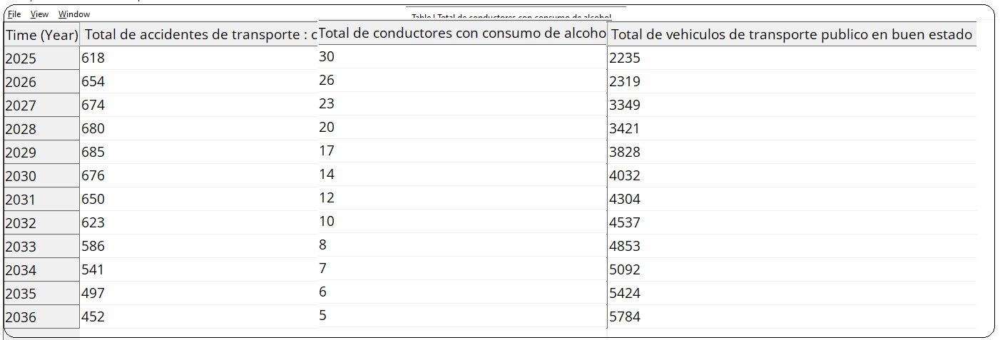 File View Window
Table | Total de conductores con consumo de alcohol
Time (Year) Total de accidentes de transporte : c Total de conductores con consumo de alcoho Total de vehiculos de transporte publico en buen estado
2025 618 30 2235
2026 654 26 2319
2027 674 23 3349
2028 680 20 3421
2029 685 17 3828
2030 676 14 4032
2031 650 12 4304
2032 623 10 4537
2033 586 8 4853
2034 541 7 5092
2035 497 6 5424
2036 452 5 5784